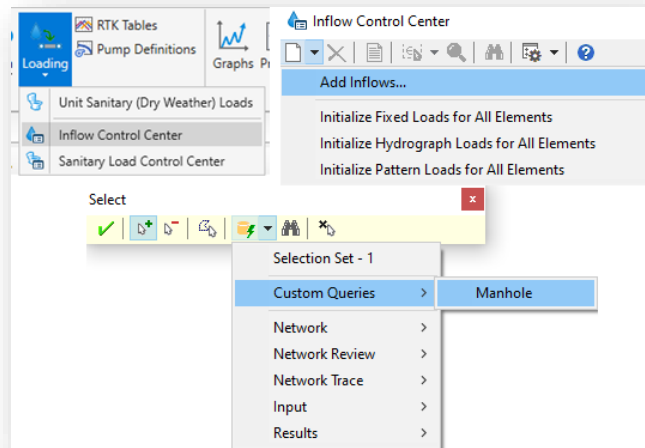 RTK Tables
Pump Definitions
Loading
Graphs
Unit Sanitary (Dry Weather) Loads
Inflow Control Center
Sanitary Load Control Center
Inflow Control Center
Add Inflows...
Initialize Fixed Loads for All Elements
Initialize Hydrograph Loads for All Elements
Initialize Pattern Loads for All Elements
Select
Selection Set - 1
Custom Queries
Manhole
Network
Network Review
Network Trace
Input
Results